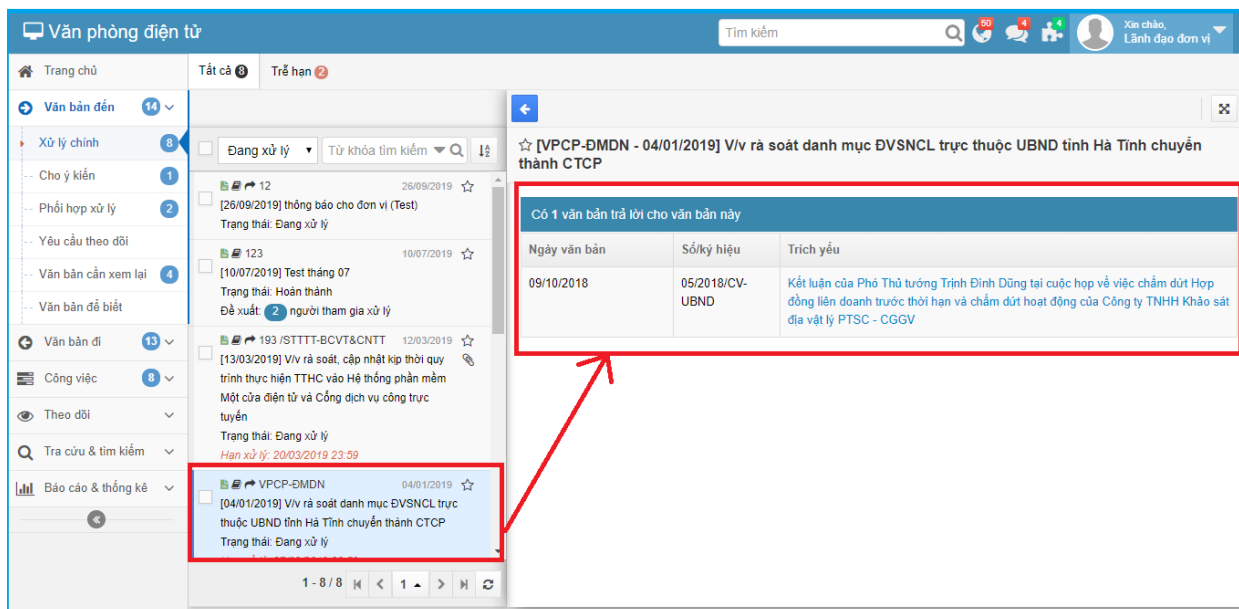 Văn phòng điện tử
Tìm kiếm
50
4
4
Xin chào,
Lãnh đạo đơn vị
Trang chủ
Văn bản đến 14
Xử lý chính 8
Cho ý kiến 1
Phối hợp xử lý 2
Yêu cầu theo dõi
Văn bản cần xem lại 4
Văn bản để biết
Văn bản đi 13
Công việc 8
Theo dõi
Tra cứu & tìm kiếm
Báo cáo & thống kê
Tất cả 8 Trễ hạn 2
Đang xử lý Từ khóa tìm kiếm
12 26/09/2019
[26/09/2019] thông báo cho đơn vị (Test)
Trạng thái: Đang xử lý
123 10/07/2019
[10/07/2019] Test tháng 07
Trạng thái: Hoàn thành
Đề xuất: 2 người tham gia xử lý
193 /STTTT-BCVT&CNTT 12/03/2019
[13/03/2019] V/v rà soát, cập nhật kịp thời quy
trình thực hiện TTHC vào Hệ thống phần mềm
Một cửa điện tử và Cổng dịch vụ công trực
tuyến
Trạng thái: Đang xử lý
Hạn xử lý: 20/03/2019 23:59
VPCP-ĐMDN 04/01/2019
[04/01/2019] V/v rà soát danh mục ĐVSNCL trực
thuộc UBND tỉnh Hà Tĩnh chuyển thành CTCP
Trạng thái: Đang xử lý
1 - 8 / 8 1
[VPCP-ĐMDN - 04/01/2019] V/v rà soát danh mục ĐVSNCL trực thuộc UBND tỉnh Hà Tĩnh chuyển
thành CTCP
Có 1 văn bản trả lời cho văn bản này
Ngày văn bản Số/ký hiệu Trích yếu
09/10/2018 05/2018/CV-
UBND
Kết luận của Phó Thủ tướng Trịnh Đình Dũng tại cuộc họp về việc chấm dứt Hợp
đồng liên doanh trước thời hạn và chấm dứt hoạt động của Công ty TNHH Khảo sát
địa vật lý PTSC - CGGV